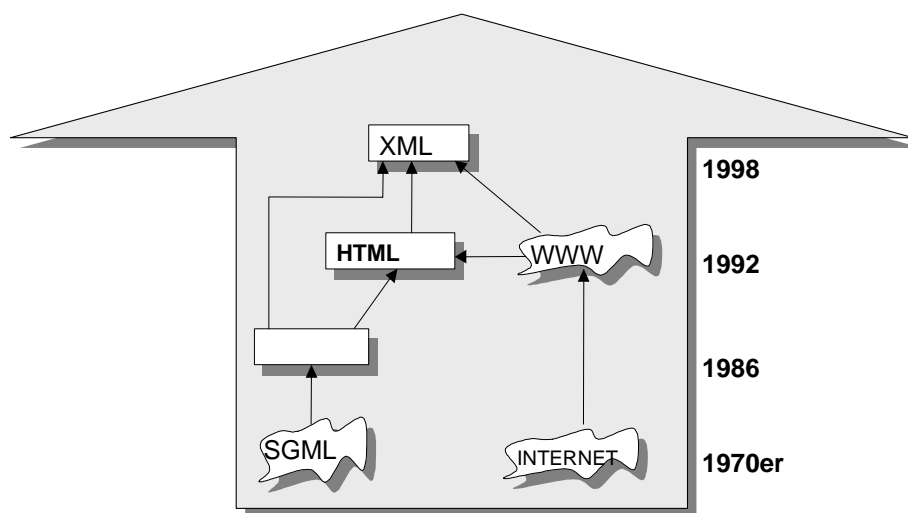 XML
1998
HTML
WWW
1992
1986
SGML
INTERNET
1970er